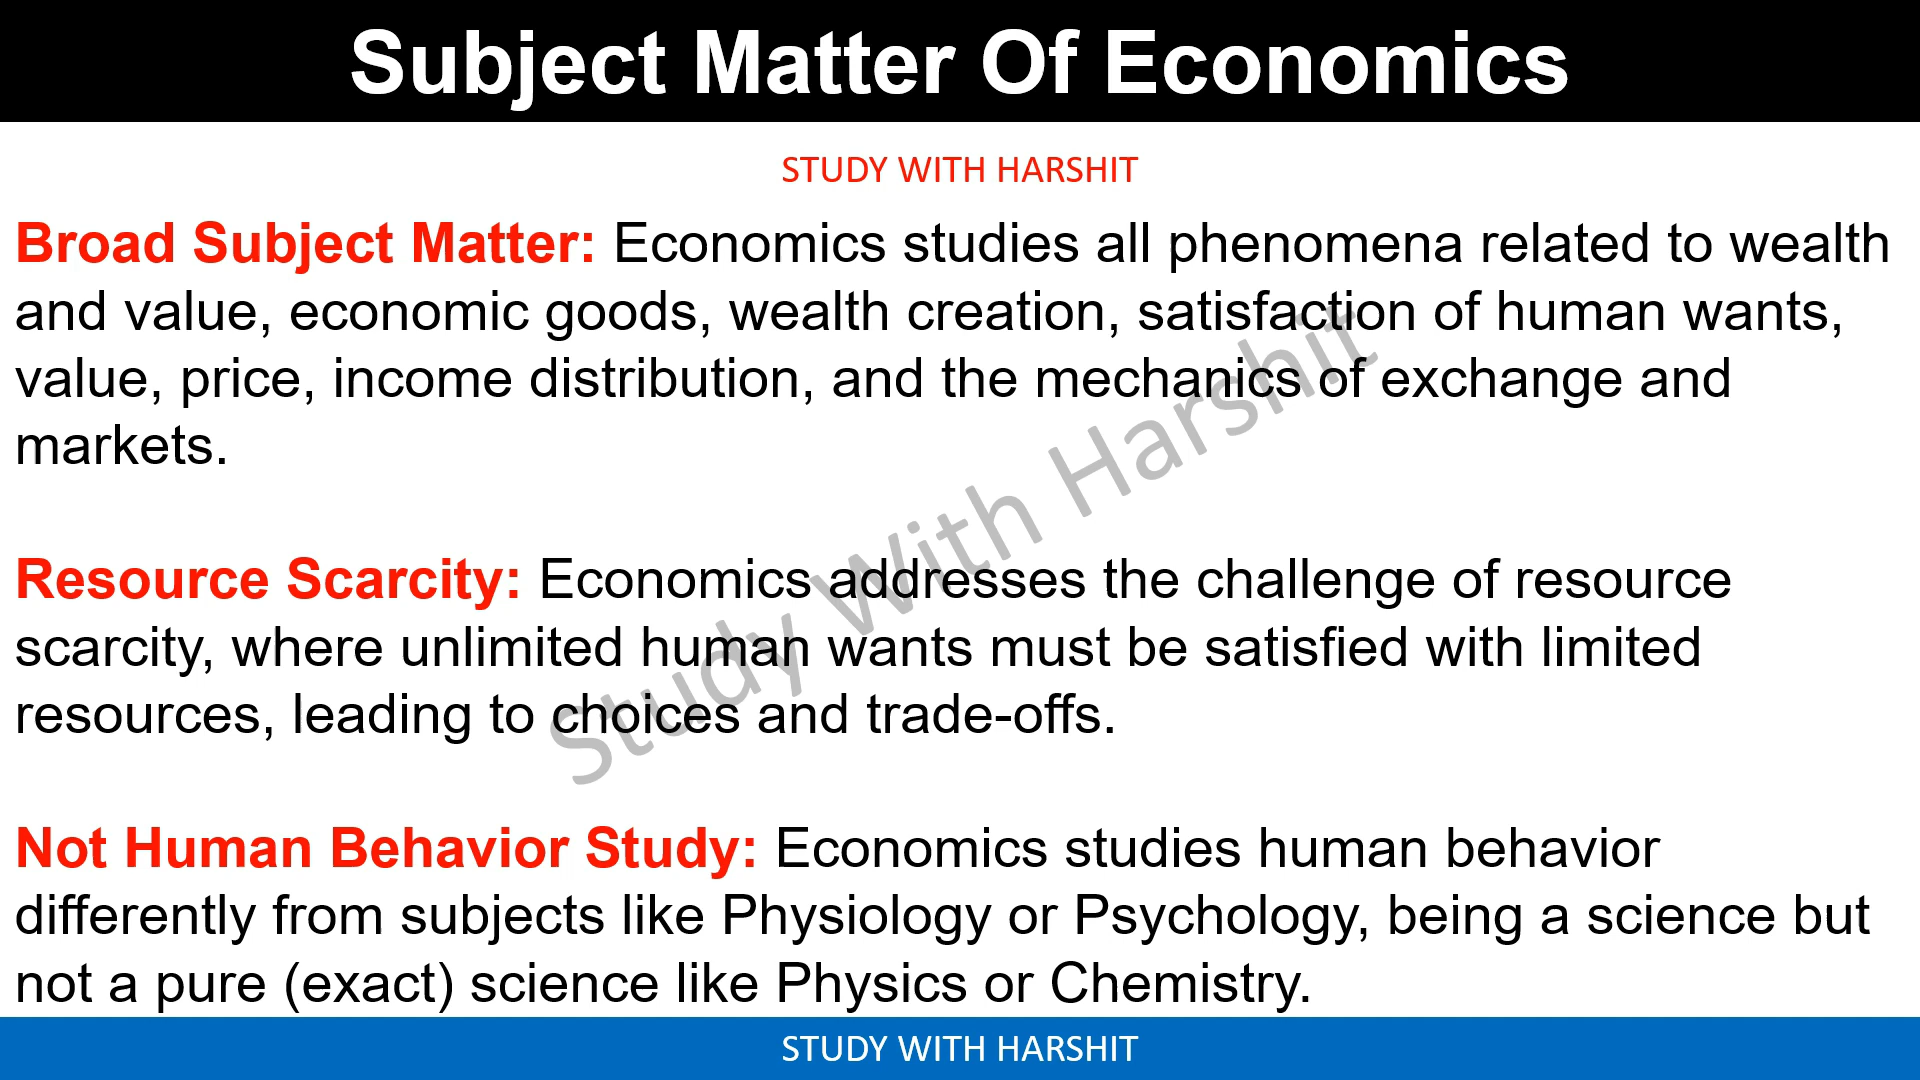 Subject Matter Of Economics
STUDY WITH HARSHIT
Broad Subject Matter: Economics studies all phenomena related to wealth
and value, economic goods, wealth creation, satisfaction of human wants,
value, price, income distribution, and the mechanics of exchange and
markets.
Resource Scarcity: Economics addresses the challenge of resource
scarcity, where unlimited human wants must be satisfied with limited
resources, leading to choices and trade-offs.
Not Human Behavior Study: Economics studies human behavior
differently from subjects like Physiology or Psychology, being a science but
not a pure (exact) science like Physics or Chemistry.
Study With Harshit
STUDY WITH HARSHIT